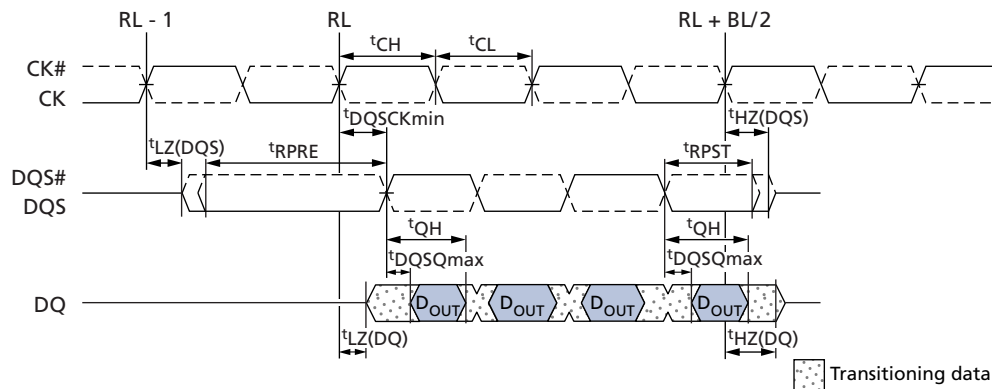 RL - 1 RL RL + BL/2
tCH tCL
CK#
CK
tDQSCKmin tHZ(DQS)
tLZ(DQS) tRPRE tRPST
DQS#
DQS
tQH tQH
tDQSQmax tDQSQmax
DQ DOUT DOUT DOUT DOUT
tLZ(DQ) tHZ(DQ)
Transitioning data